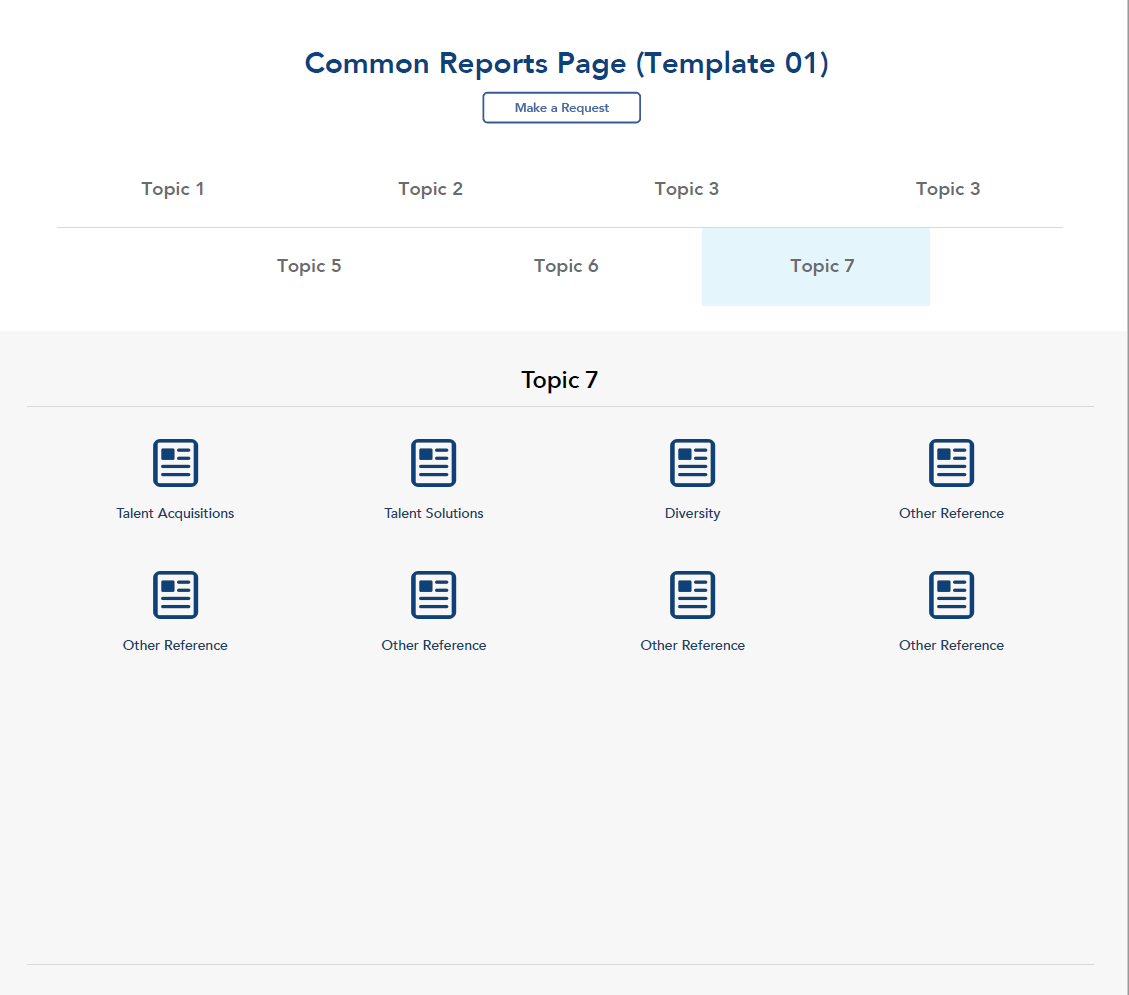 Common Reports Page (Template 01)
Make a Request
Topic 1 Topic 2 Topic 3 Topic 3
Topic 5 Topic 6 Topic 7
Topic 7
Talent Acquisitions Talent Solutions Diversity Other Reference
Other Reference Other Reference Other Reference Other Reference